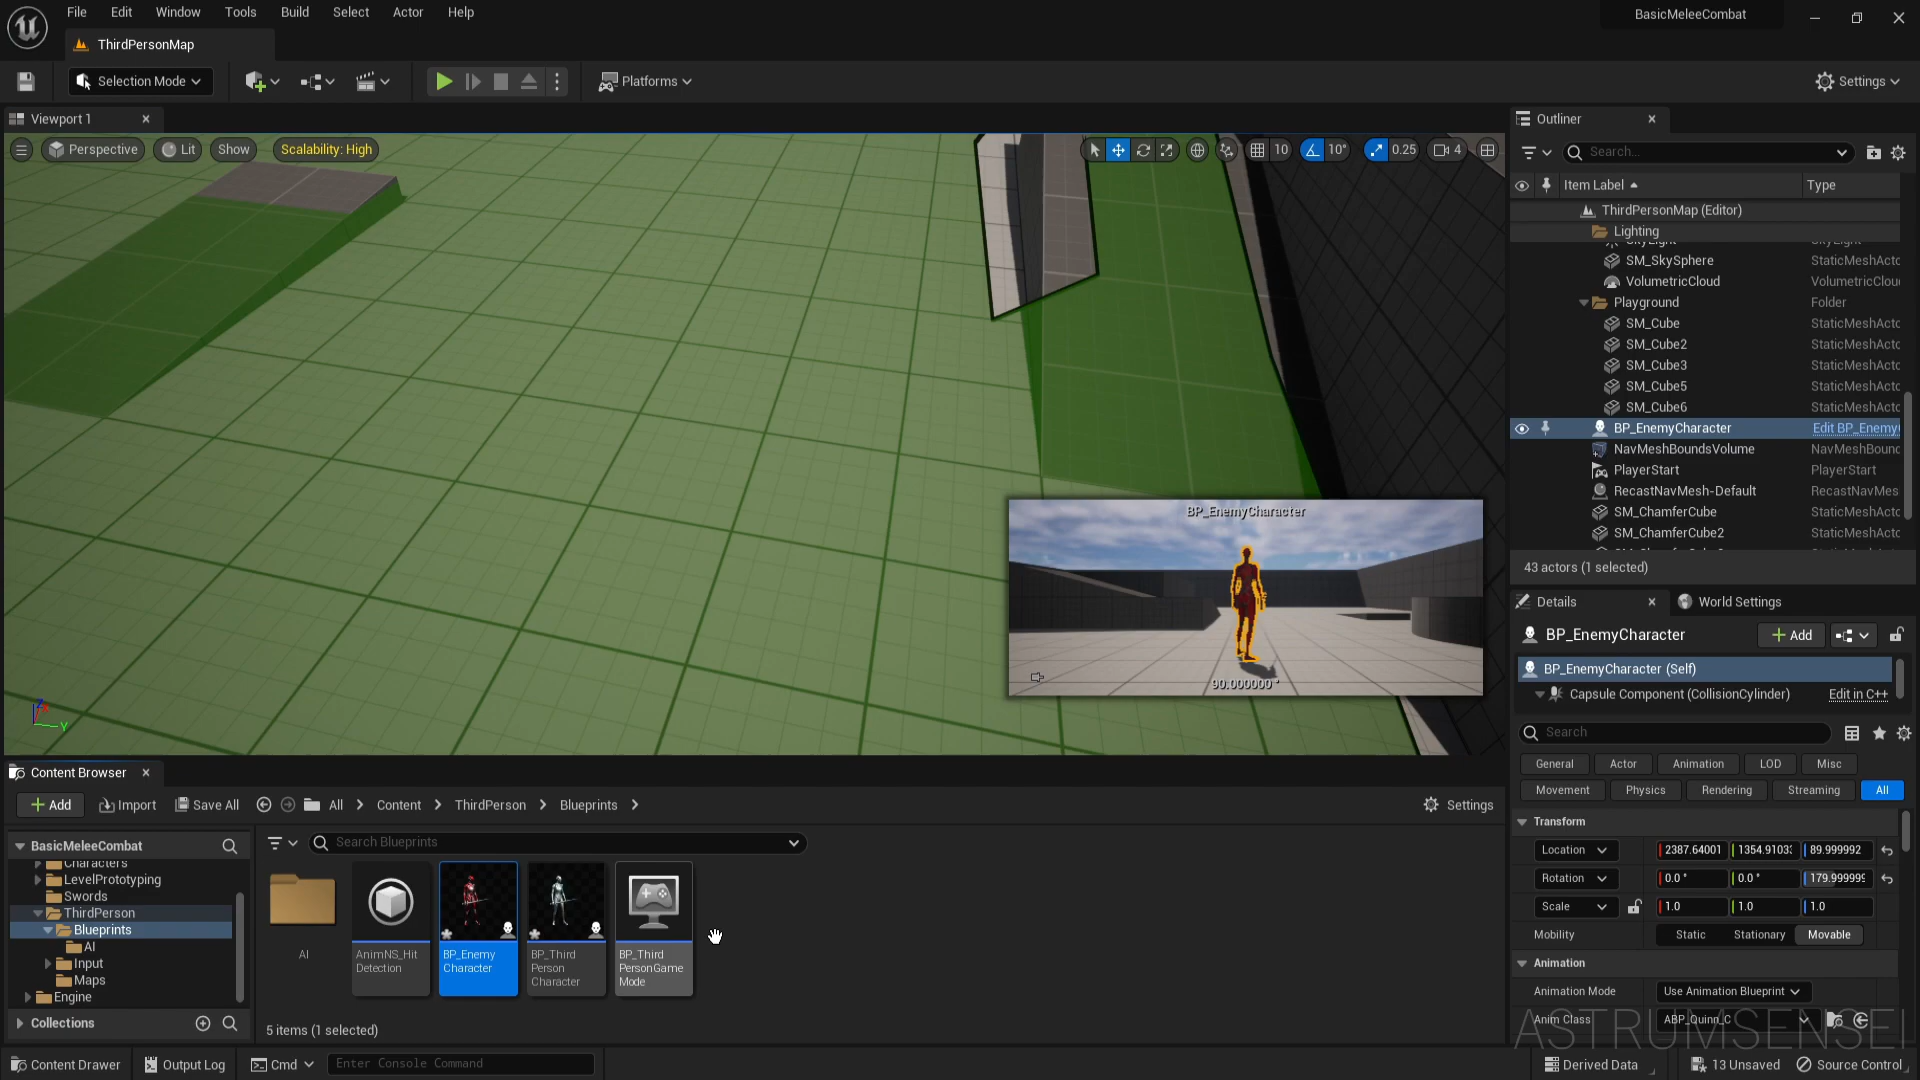 File Edit Window Tools Build Select Actor Help
BasicMeleeCombat
ThirdPersonMap
Selection Mode
Platforms
Settings
Viewport 1
Perspective Lit Show Scalability: High
10 10° 0.25 4
BP_EnemyCharacter
90.000000°
Outliner
Search...
Item Label Type
ThirdPersonMap (Editor)
Lighting
SkyLight SkyLight
SM_SkySphere StaticMeshActo
VolumetricCloud VolumetricClou
Playground Folder
SM_Cube StaticMeshActo
SM_Cube2 StaticMeshActo
SM_Cube3 StaticMeshActo
SM_Cube5 StaticMeshActo
SM_Cube6 StaticMeshActo
BP_EnemyCharacter Edit BP_Enemy
NavMeshBoundsVolume NavMeshBound
PlayerStart PlayerStart
RecastNavMesh-Default RecastNavMes
SM_ChamferCube StaticMeshActo
SM_ChamferCube2 StaticMeshActo
43 actors (1 selected)
Details World Settings
BP_EnemyCharacter Add
BP_EnemyCharacter (Self)
Capsule Component (CollisionCylinder) Edit in C++
Search
General Actor Animation LOD Misc
Movement Physics Rendering Streaming All
Transform
Location 2387.64001 1354.9103 89.999992
Rotation 0.0° 0.0° 179.999999
Scale 1.0 1.0 1.0
Mobility Static Stationary Movable
Animation
Animation Mode Use Animation Blueprint
Anim Class ABP_Quinn_C
ASTRUMSENSEI
Content Browser
Add Import Save All All Content ThirdPerson Blueprints Settings
BasicMeleeCombat
Characters
LevelPrototyping
Swords
ThirdPerson
Blueprints
AI
Input
Maps
Engine
Collections
Search Blueprints
AI
AnimNS_Hit
Detection
BP_Enemy
Character
BP_Third
Person
Character
BP_Third
PersonGame
Mode
5 items (1 selected)
Content Drawer Output Log Cmd Enter Console Command
Derived Data 13 Unsaved Source Control